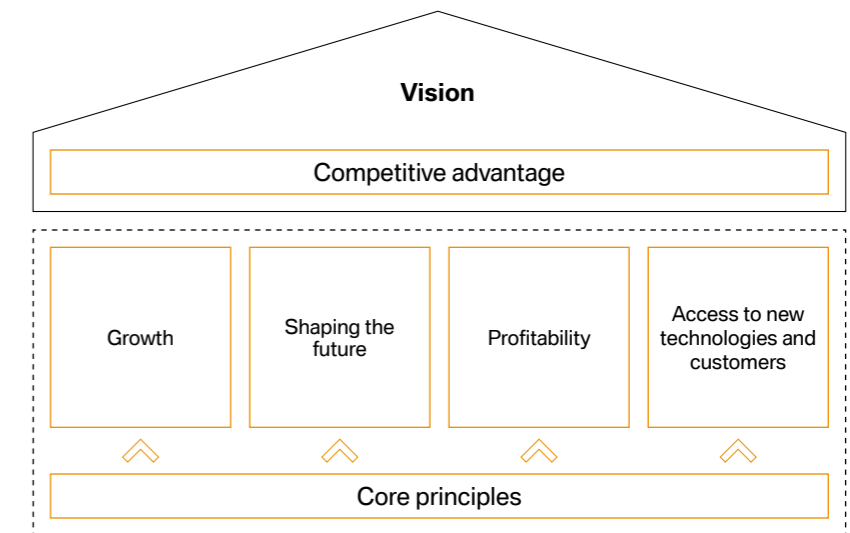 Vision
Competitive advantage
Growth
Shaping the
future
Profitability
Access to new
technologies and
customers
Core principles